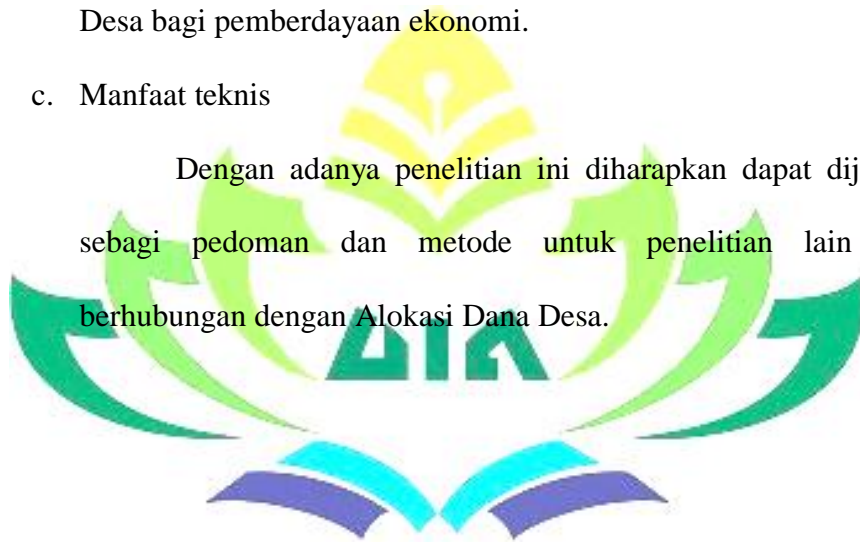 Desa bagi pemberdayaan ekonomi.
c. Manfaat teknis
Dengan adanya penelitian ini diharapkan dapat
sebagi pedoman dan metode untuk penelitian lain
berhubungan dengan Alokasi Dana Desa.